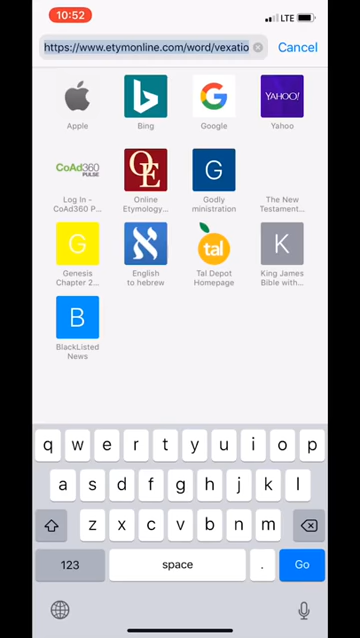 10:52
LTE
https://www.etymonline.com/word/vexatio
Cancel
YAHOO!
Apple
Bing
Google
Yahoo
CoAd360
PULSE
OE
G
Log In -
CoAd360 P...
Online
Etymology...
Godly
ministration
The New
Testament...
G
א
tal
K
Genesis
Chapter 2...
English
to hebrew
Tal Depot
Homepage
King James
Bible with...
B
BlackListed
News
q w e r t y u i o p
a s d f g h j k l
z x c v b n m
123
space
.
Go